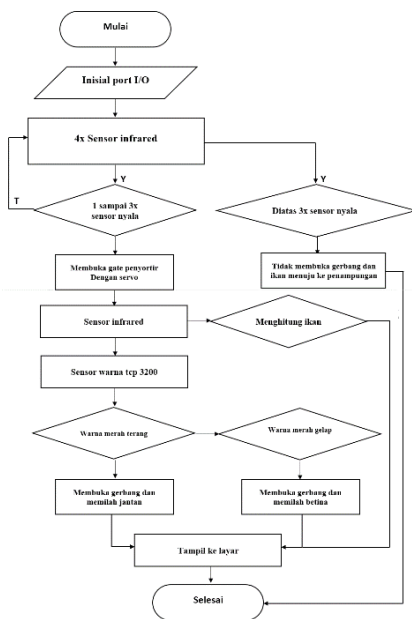 Mulai
Inisial port I/O
4x Sensor infrared
Y
Y
T
1 sampai 3x
sensor nyala
Diatas 3x sensor nyala
Membuka gate penyortir
Dengan servo
Tidak membuka gerbang dan
ikan menuju ke penampungan
Sensor infrared
Menghitung ikan
Sensor warna tcp 3200
Warna merah terang
Warna merah gelap
Membuka gerbang dan
memilah jantan
Membuka gerbang dan
memilah betina
Tampil ke layar
Selesai